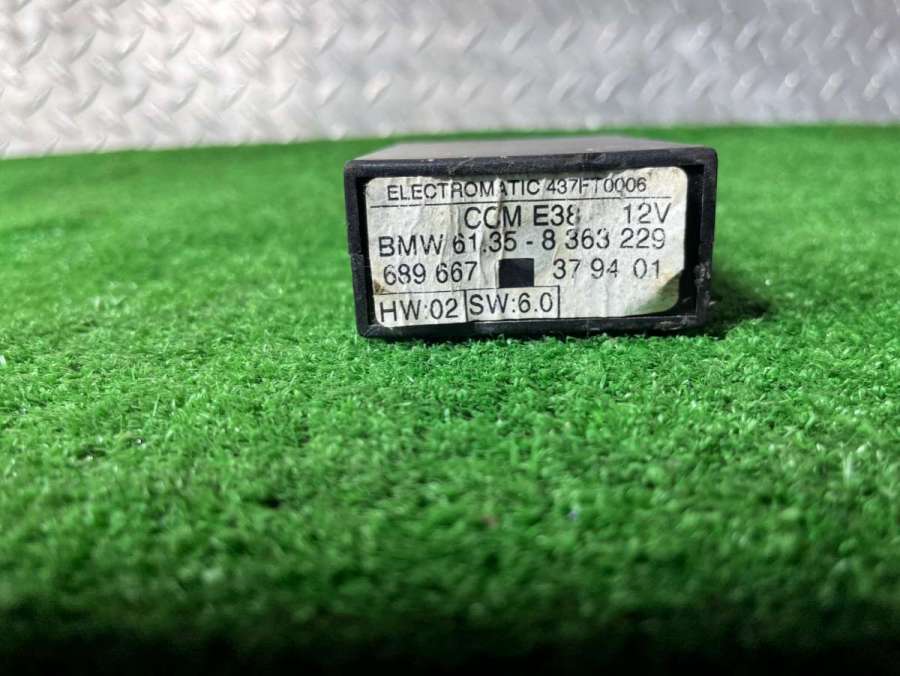 ELECTROMATIC 437FT0006
CCM E38 12V
BMW 61.35 - 8 363 229
689 667 37 94 01
HW:02 SW:6.0